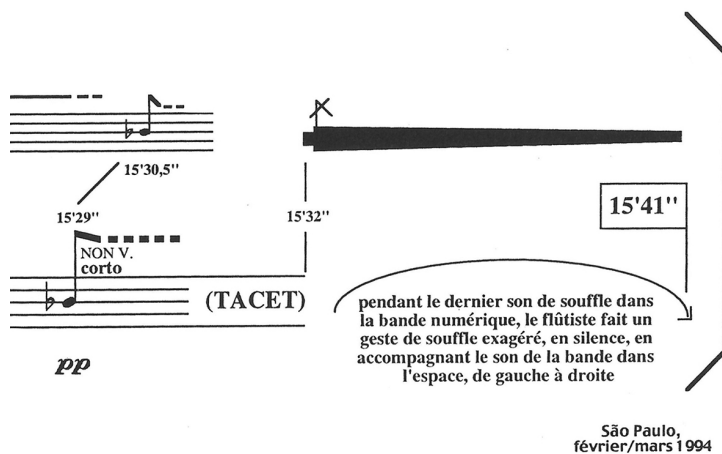 15'30,5"
15'29"
15'32"
15'41"
NON V.
corto
(TACET)
pendant le dernier son de souffle dans
la bande numérique, le flûtiste fait un
geste de souffle exagéré, en silence, en
accompagnant le son de la bande dans
l'espace, de gauche à droite
pp
São Paulo,
février/mars 1994